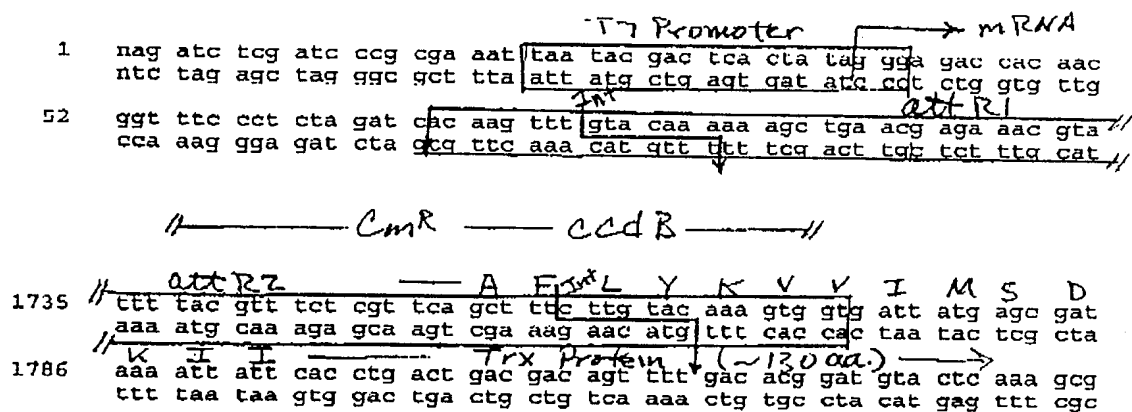 T7 Promoter mRNA
1 nag atc tcg atc ccg cga aat taa tac gac tca cta tag gga gac cac aac
ntc tag agc tag ggc gct tta att atg ctg agt gat atc cct ctg gtg ttg
Int attR1
52 ggt ttc cct cta gat cac aag ttt gta caa aaa agc tga acg aga aac gta
cca aag gga gat cta gcg ttc aaa cat gtt ttt tcg act tgc tct ttg cat
CmR ccdB
attR2 A F Int L Y K V V I M S D
1735 ttt tac gtt tct cgt tca gct ttc ttg tac aaa gtg gtg att atg agc gat
aaa atg caa aga gca agt cga aag aac atg ttt cac cac taa tac tcg cta
K I I Trx Protein (~130 aa.)
1786 aaa att att cac ctg act gac gac agt ttt gac acg gat gta ctc aaa gcg
ttt taa taa gtg gac tga ctg ctg tca aaa ctg tgc cta cat gag ttt cgc